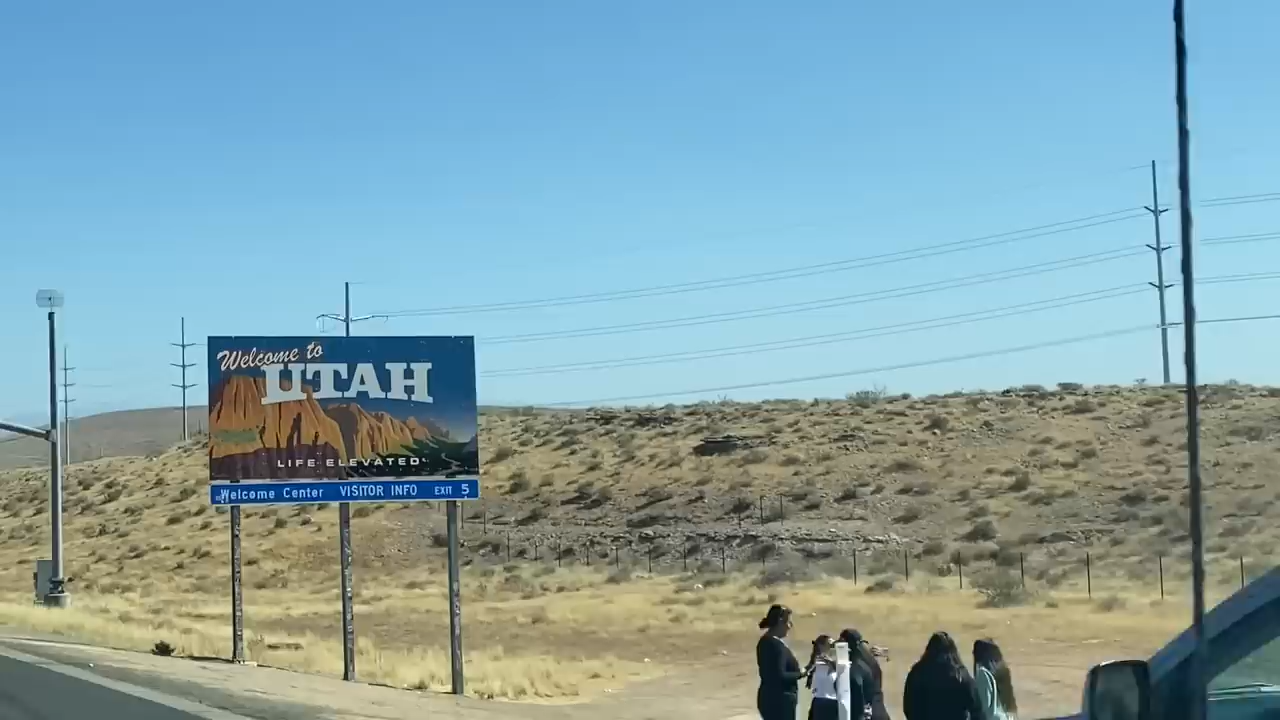 Welcome to
UTAH
LIFE ELEVATED
Welcome Center VISITOR INFO EXIT 5